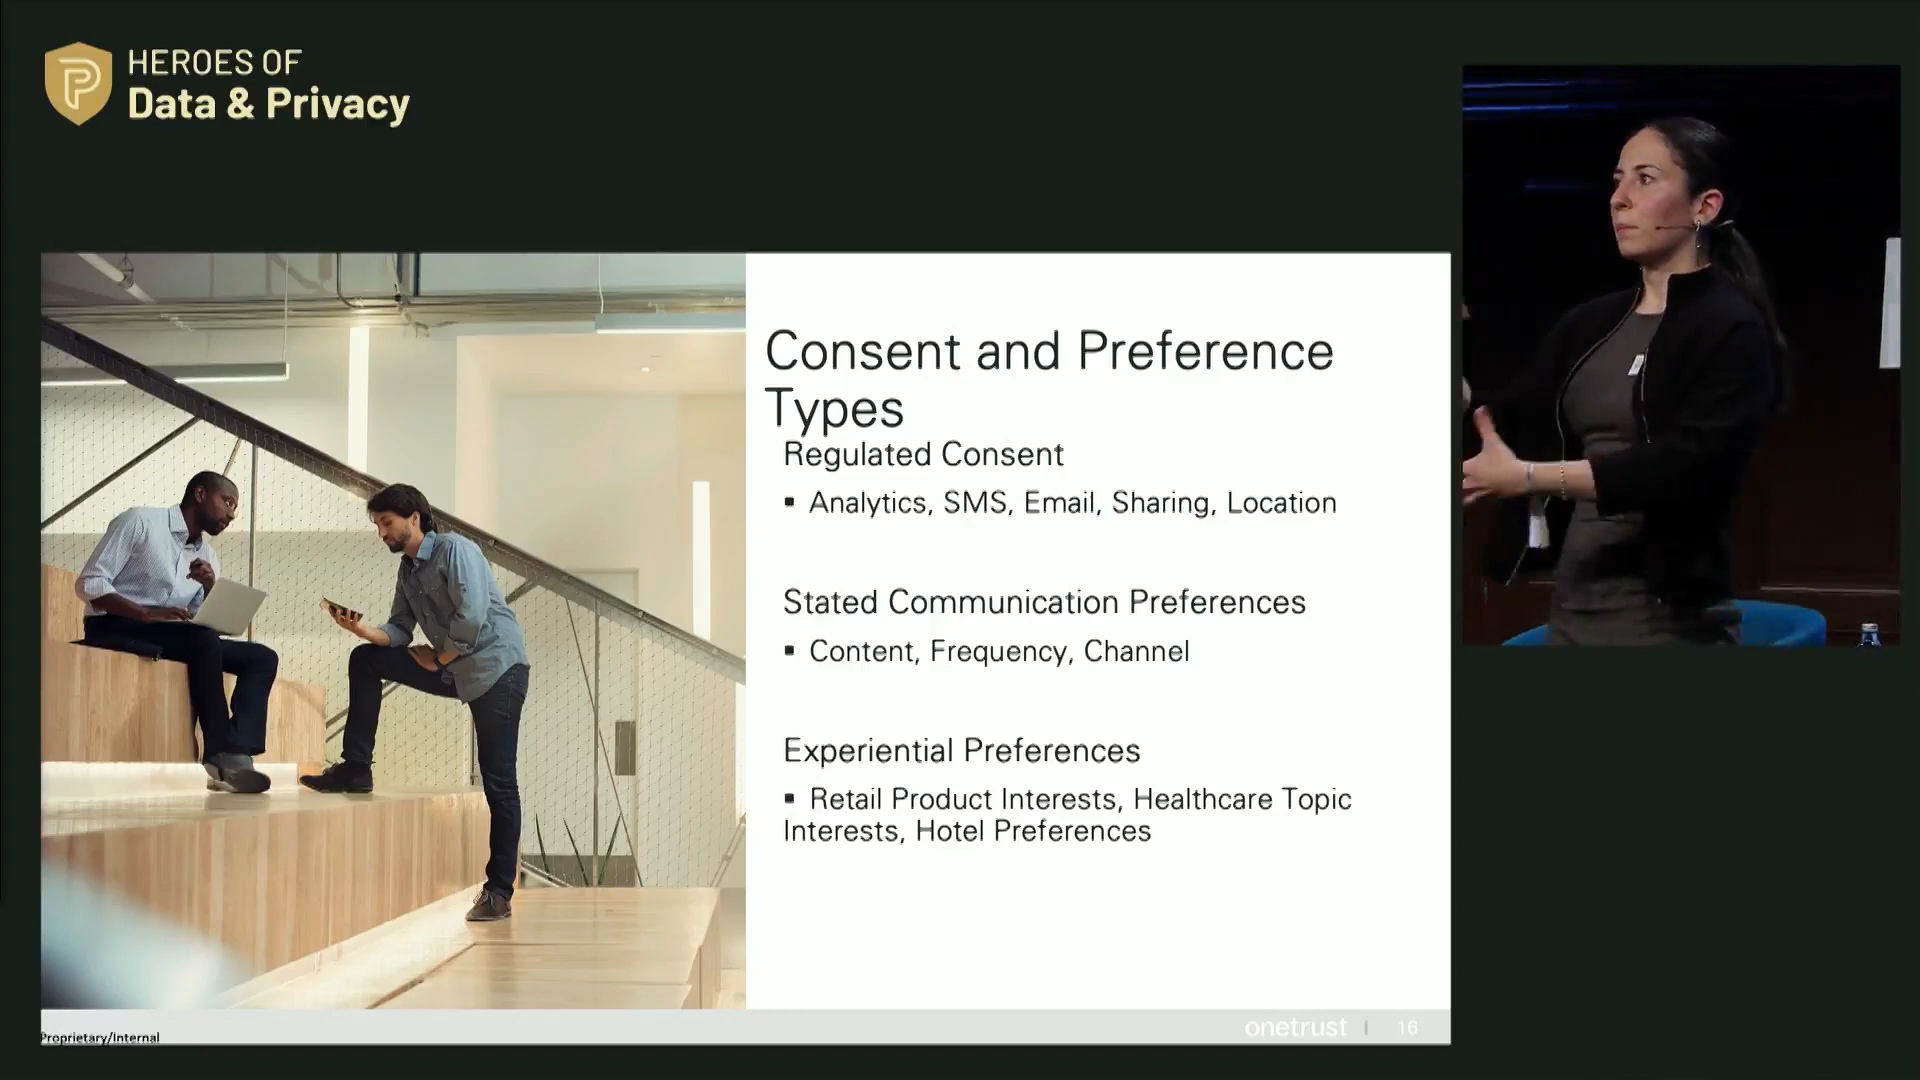 HEROES OF
Data & Privacy
Consent and Preference
Types
Regulated Consent
▪ Analytics, SMS, Email, Sharing, Location
Stated Communication Preferences
▪ Content, Frequency, Channel
Experiential Preferences
▪ Retail Product Interests, Healthcare Topic
Interests, Hotel Preferences
Proprietary/Internal
onetrust | 16